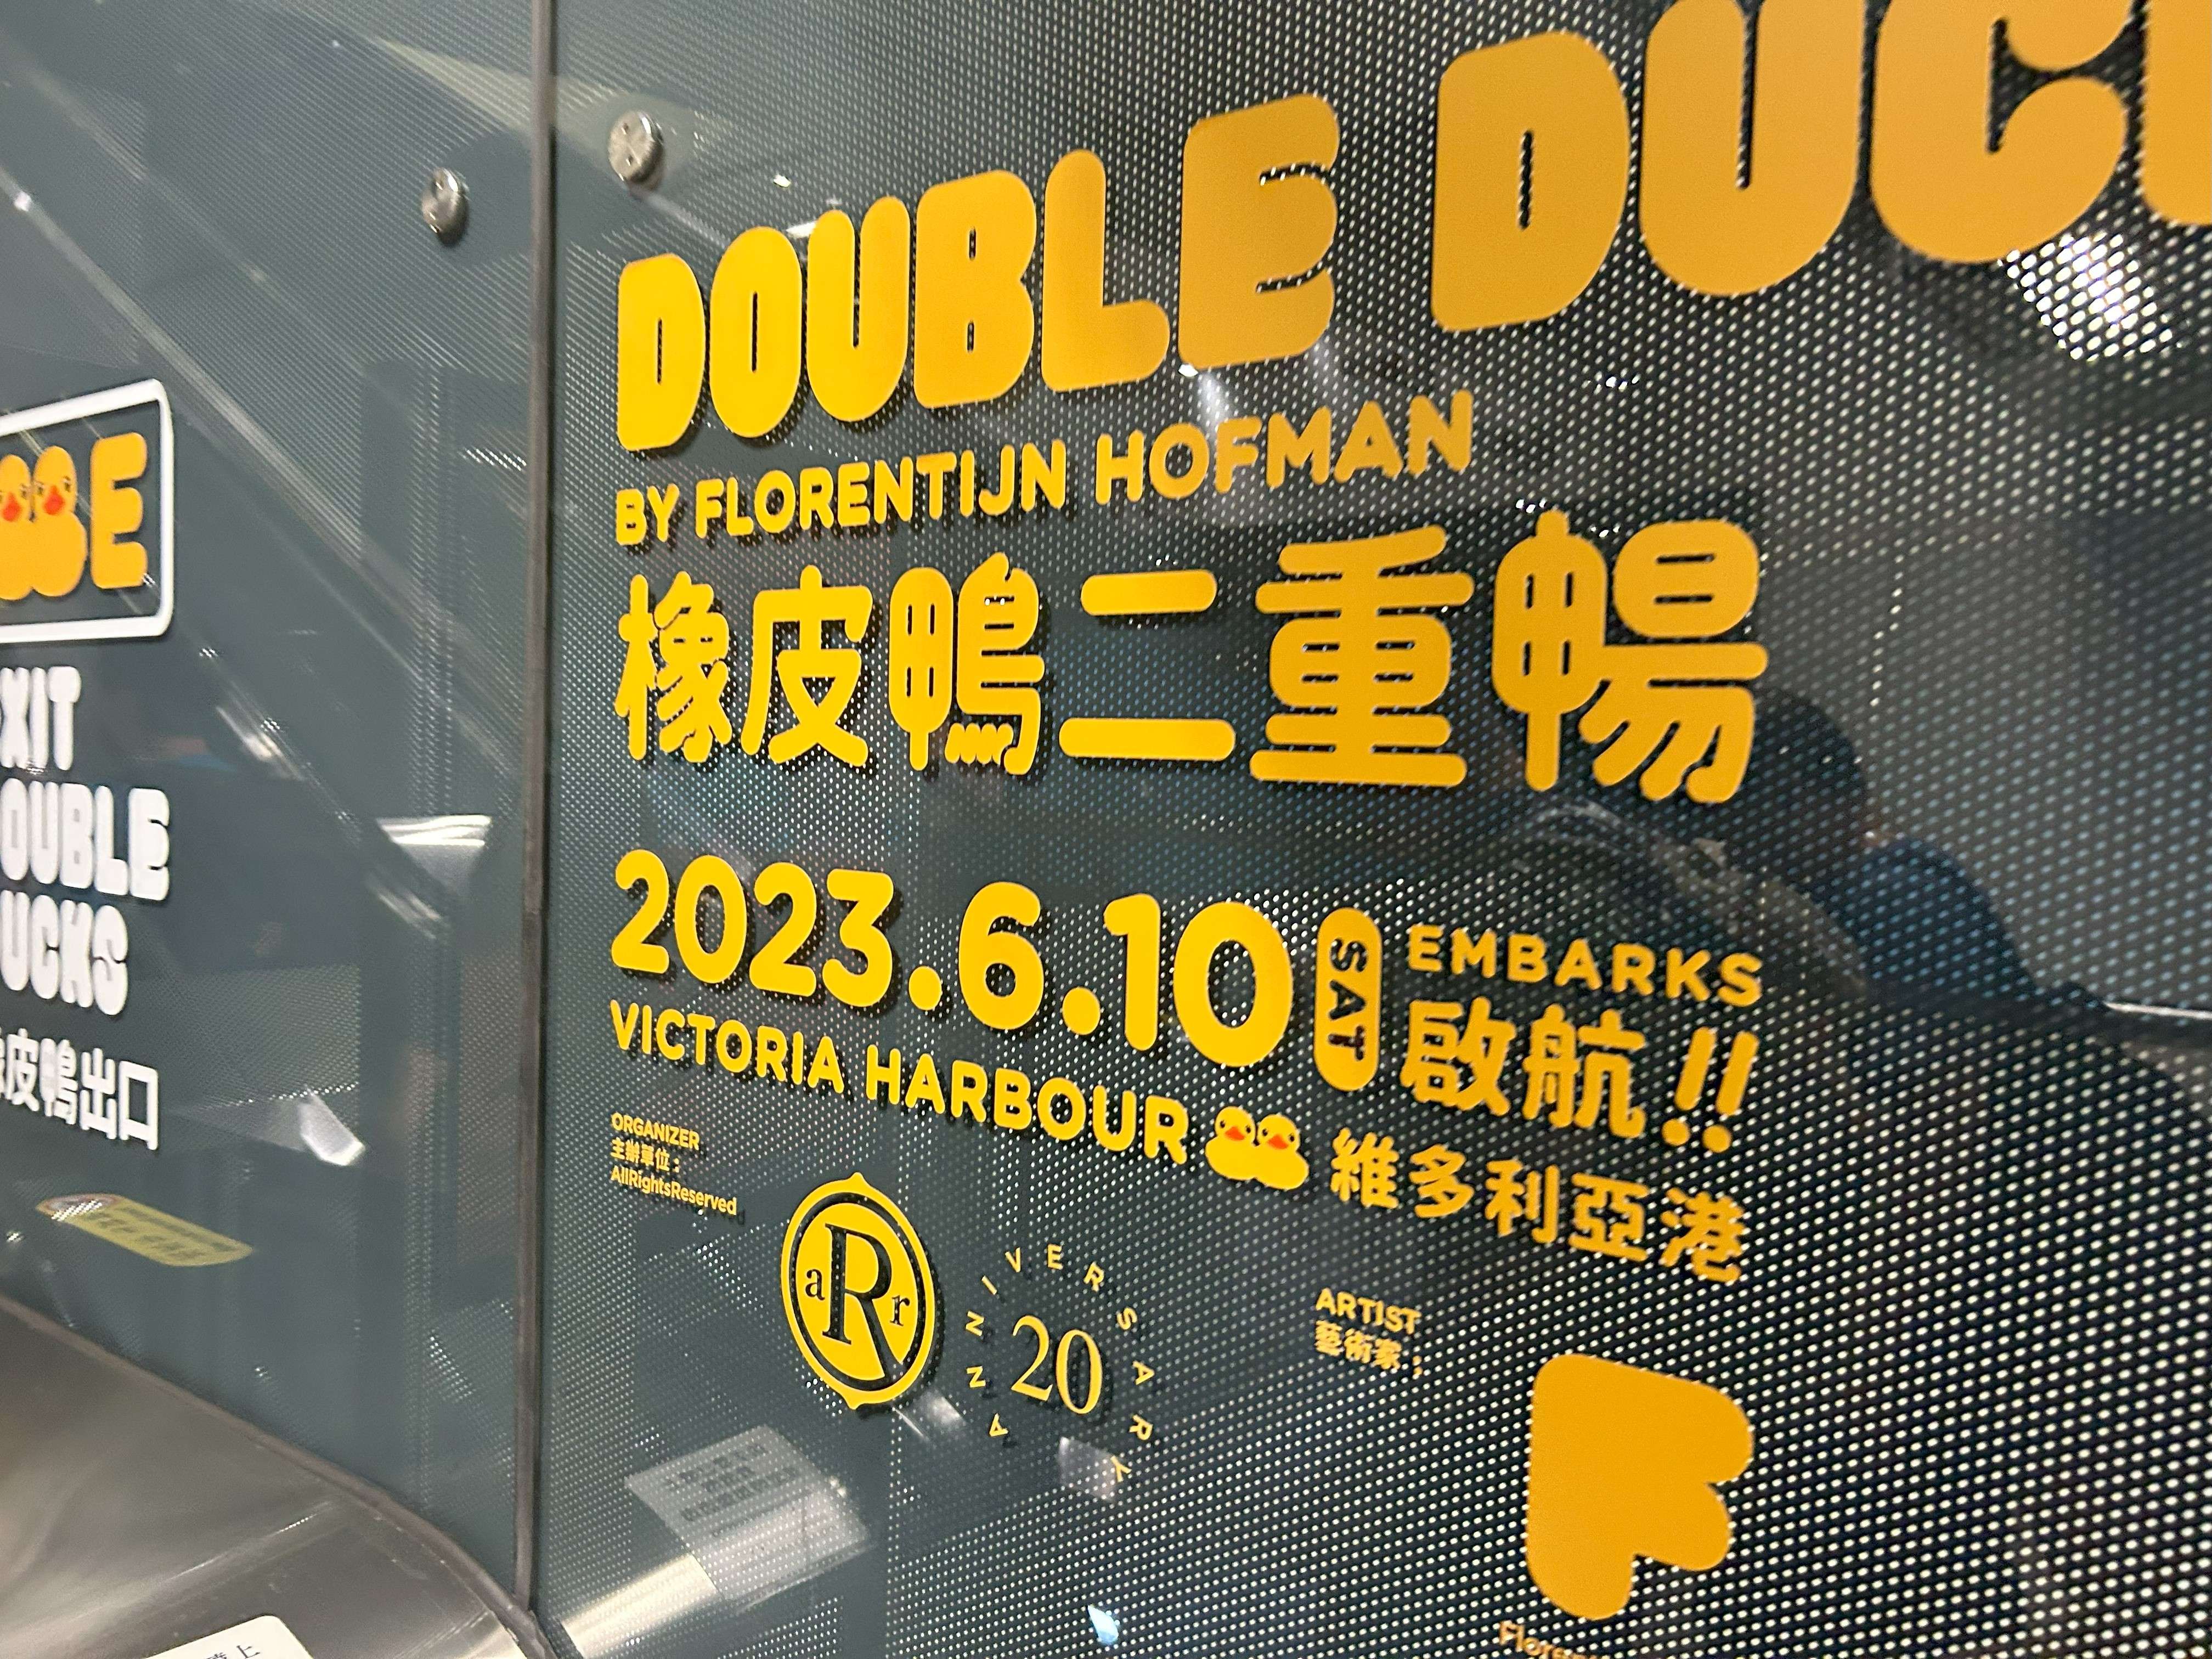 DOUBLE
BY FLORENTIJN HOFMAN
橡皮鴨二重暢
2023.6.10 SAT EMBARKS
啟航!!
VICTORIA HARBOUR 維多利亞港
ORGANIZER
主辦單位：
AllRightsReserved
aRr
ANNIVERSARY
20
ARTIST
藝術家：
XIT
OUBLE
UCKS
皮鴨出口